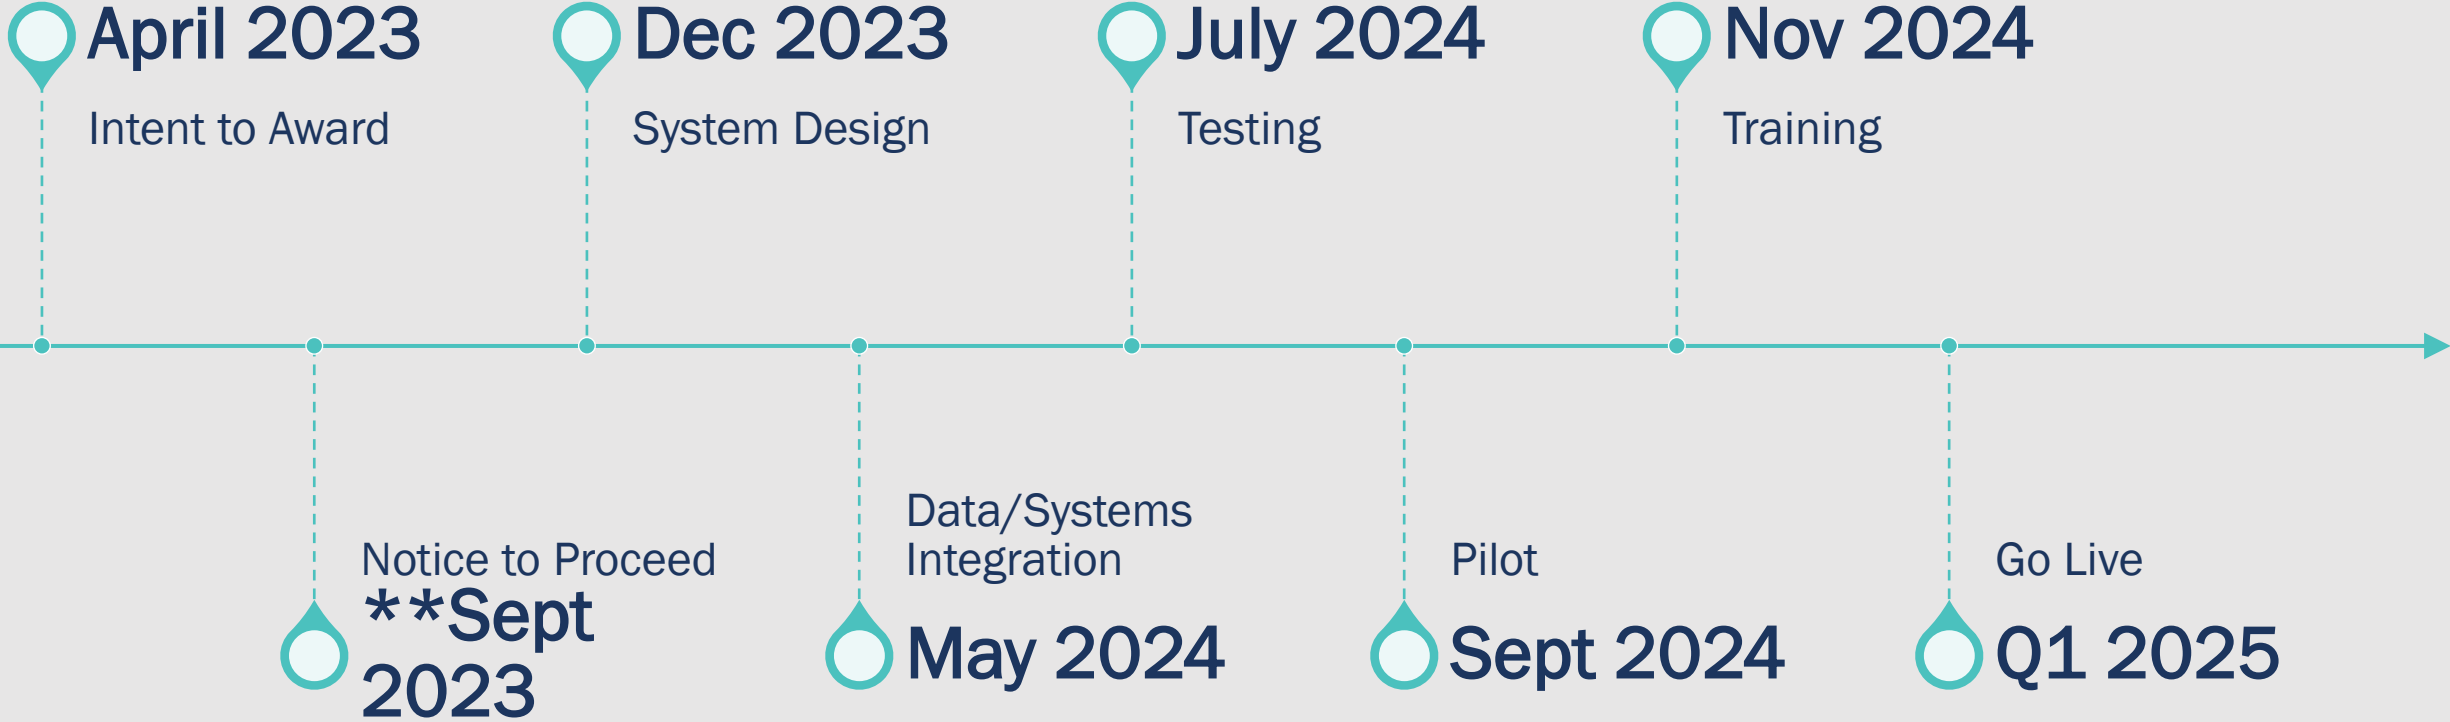 April 2023
Intent to Award
Dec 2023
System Design
July 2024
Testing
Nov 2024
Training
Notice to Proceed
**Sept
2023
Data/Systems
Integration
May 2024
Pilot
Sept 2024
Go Live
Q1 2025